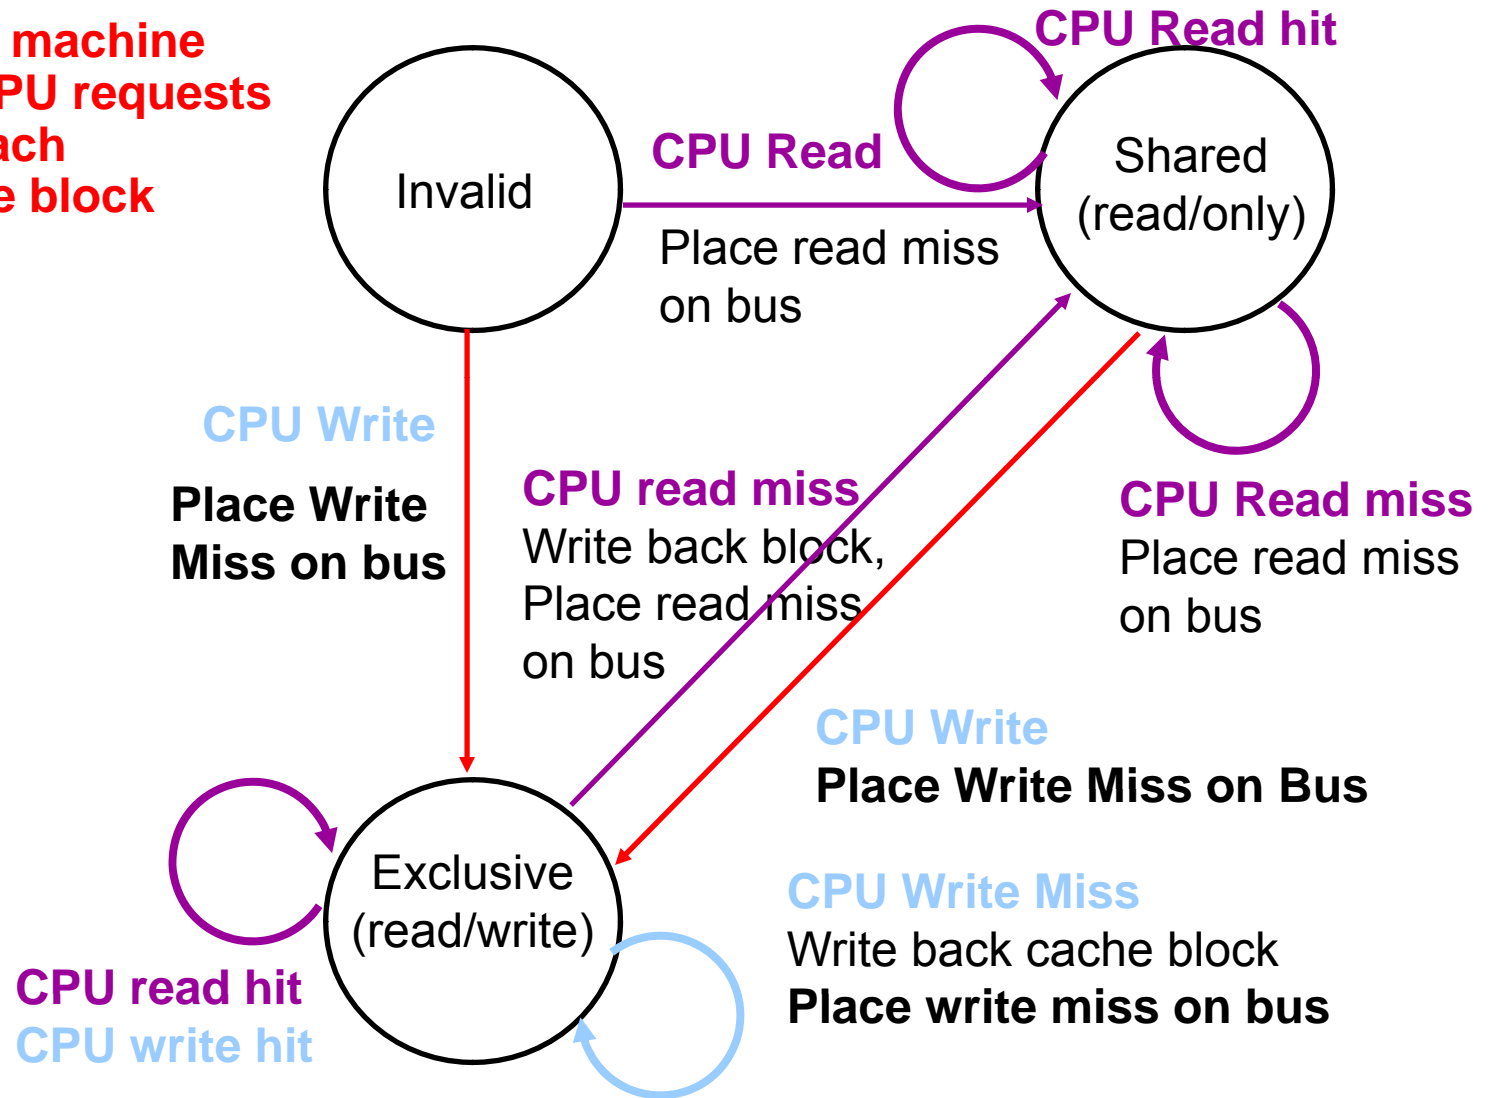 machine
PU requests
ach
e block
Invalid
CPU Read
Place read miss
on bus
CPU Read hit
Shared
(read/only)
CPU Write
Place Write
Miss on bus
CPU read miss
Write back block,
Place read miss
on bus
CPU Read miss
Place read miss
on bus
CPU Write
Place Write Miss on Bus
Exclusive
(read/write)
CPU read hit
CPU write hit
CPU Write Miss
Write back cache block
Place write miss on bus